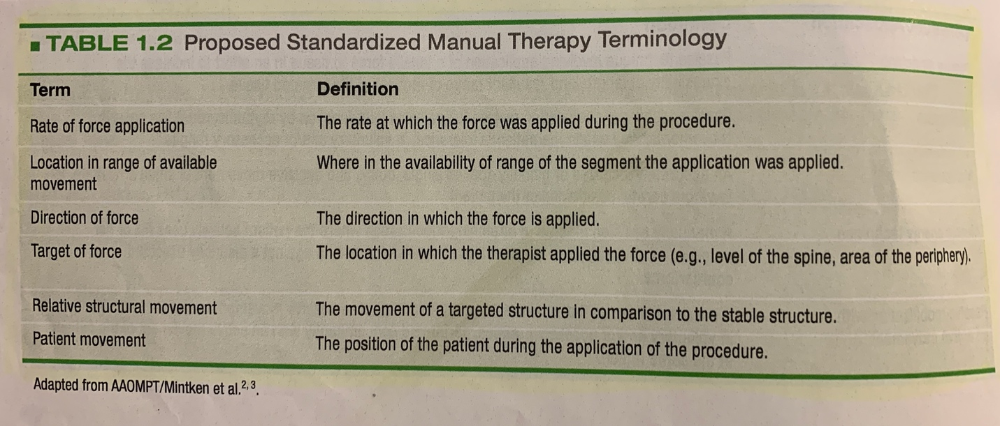 ■ TABLE 1.2 Proposed Standardized Manual Therapy Terminology
Term Definition
Rate of force application The rate at which the force was applied during the procedure.
Location in range of available Where in the availability of range of the segment the application was applied.
movement
Direction of force The direction in which the force is applied.
Target of force The location in which the therapist applied the force (e.g., level of the spine, area of the periphery).
Relative structural movement The movement of a targeted structure in comparison to the stable structure.
Patient movement The position of the patient during the application of the procedure.
Adapted from AAOMPT/Mintken et al.2,3.